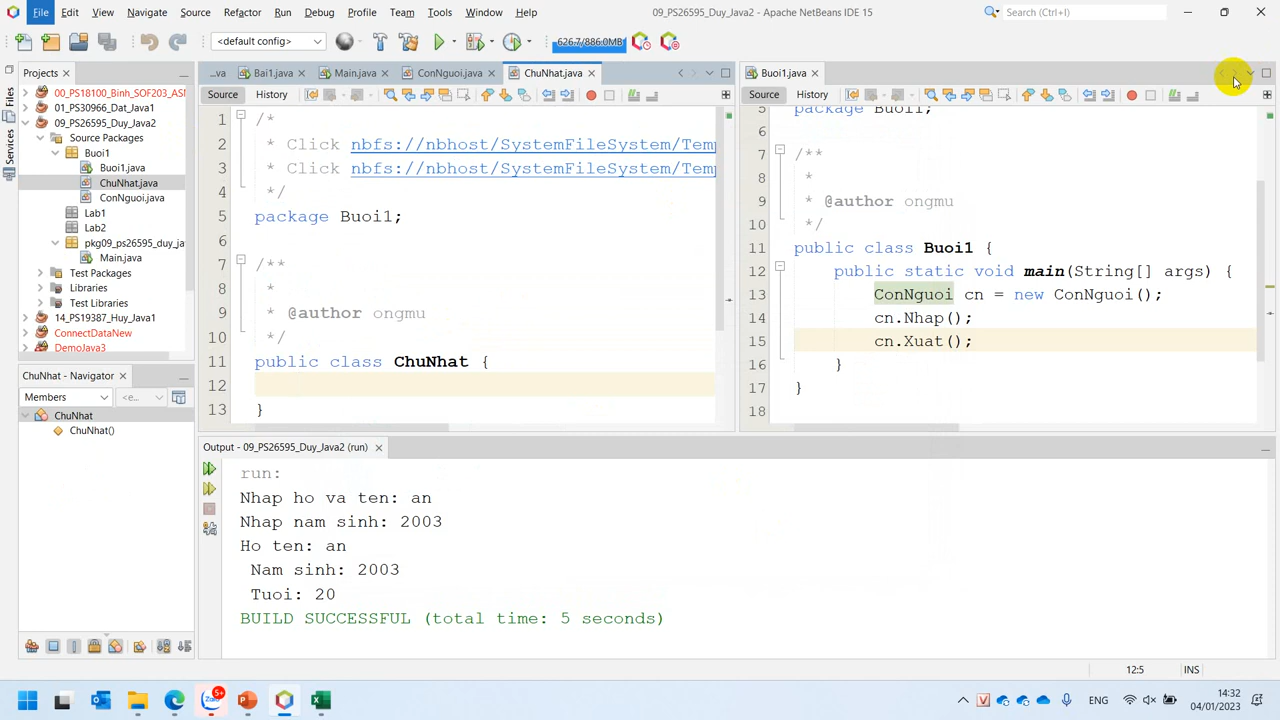 File Edit View Navigate Source Refactor Run Debug Profile Team Tools Window Help
09_PS26595_Duy_Java2 - Apache NetBeans IDE 15
Search (Ctrl+I)
<default config>
626.7/886.0MB
Projects
00_PS18100_Binh_SOF203_ASM
01_PS30966_Dat_Java1
09_PS26595_Duy_Java2
Source Packages
Buoi1
Buoi1.java
ChuNhat.java
ConNguoi.java
Lab1
Lab2
pkg09_ps26595_duy_ja
Main.java
Test Packages
Libraries
Test Libraries
14_PS19387_Huy_Java1
ConnectDataNew
DemoJava3
Files
Services
ChuNhat - Navigator
Members
<e...
ChuNhat
ChuNhat()
...va Bai1.java Main.java ConNguoi.java ChuNhat.java
Source History
1 /*
2 * Click nbfs://nbhost/SystemFileSystem/Temp
3 * Click nbfs://nbhost/SystemFileSystem/Temp
4 */
5 package Buoi1;
6
7 /**
8 *
9 * @author ongmu
10 */
11 public class ChuNhat {
12
13 }
Buoi1.java
Source History
5 package Buoi1;
6
7 /**
8 *
9 * @author ongmu
10 */
11 public class Buoi1 {
12 public static void main(String[] args) {
13 ConNguoi cn = new ConNguoi();
14 cn.Nhap();
15 cn.Xuat();
16 }
17 }
18
Output - 09_PS26595_Duy_Java2 (run)
run:
Nhap ho va ten: an
Nhap nam sinh: 2003
Ho ten: an
Nam sinh: 2003
Tuoi: 20
BUILD SUCCESSFUL (total time: 5 seconds)
12:5 INS
Zalo
5+
ENG
14:32
04/01/2023